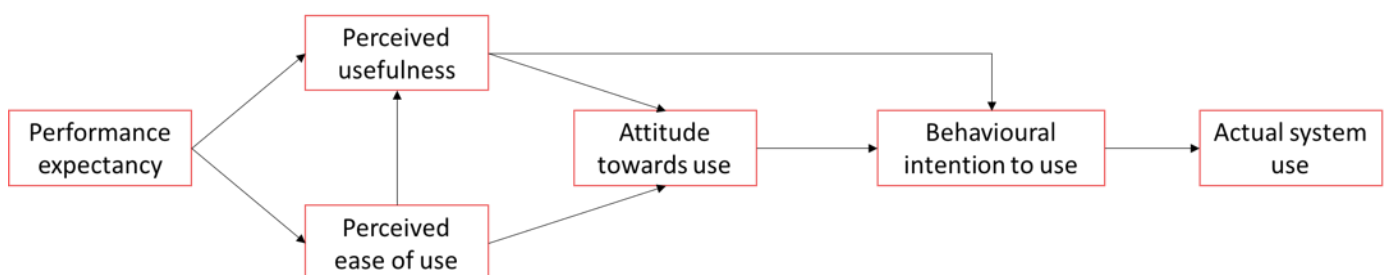 Perceived
usefulness
Performance
expectancy
Attitude
towards use
Behavioural
intention to use
Actual system
use
Perceived
ease of use